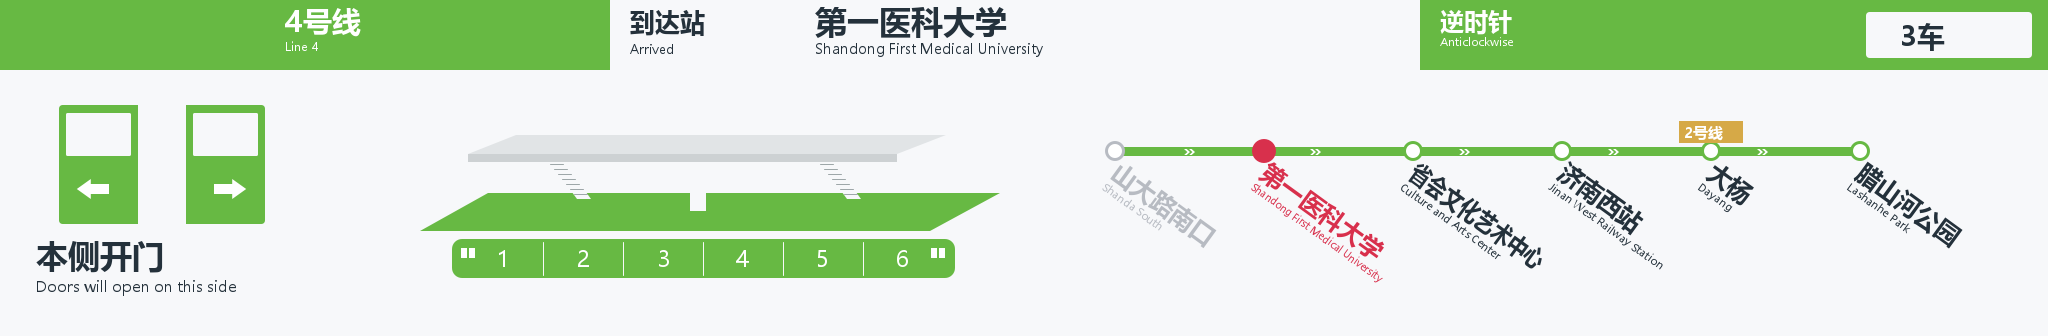 4号线
Line 4
到达站
Arrived
第一医科大学
Shandong First Medical University
逆时针
Anticlockwise
3车
本侧开门
Doors will open on this side
1 2 3 4 5 6
2号线
山大路南口
Shanda South
第一医科大学
Shandong First Medical University
省会文化艺术中心
Culture and Arts Center
济南西站
Jinan West Railway Station
大杨
Dayang
腊山河公园
Lashanhe Park